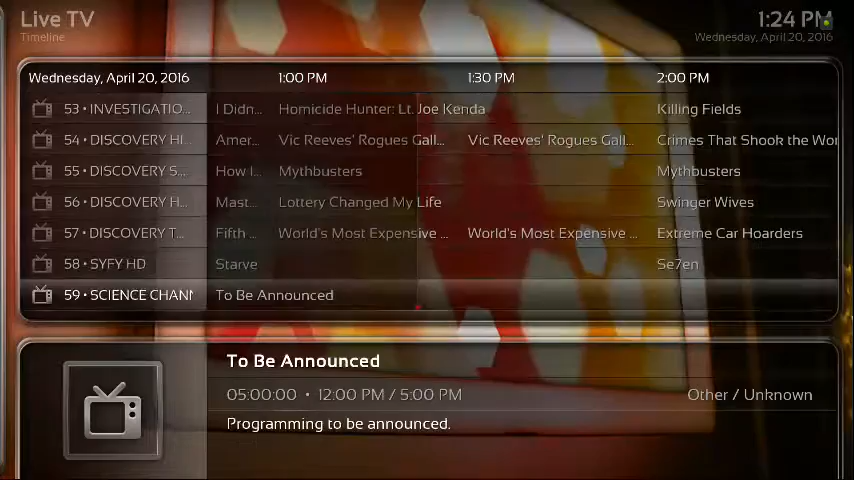 Live TV
Timeline
1:24 PM
Wednesday, April 20, 2016
Wednesday, April 20, 2016 1:00 PM 1:30 PM 2:00 PM
53 • INVESTIGATIO... I Didn... Homicide Hunter: Lt. Joe Kenda Killing Fields
54 • DISCOVERY HI... Amer... Vic Reeves' Rogues Gall... Vic Reeves' Rogues Gall... Crimes That Shook the Wor
55 • DISCOVERY S... How I... Mythbusters Mythbusters
56 • DISCOVERY H... Mast... Lottery Changed My Life Swinger Wives
57 • DISCOVERY T... Fifth ... World's Most Expensive ... World's Most Expensive ... Extreme Car Hoarders
58 • SYFY HD Starve Se7en
59 • SCIENCE CHANN To Be Announced
To Be Announced
05:00:00 • 12:00 PM / 5:00 PM Other / Unknown
Programming to be announced.